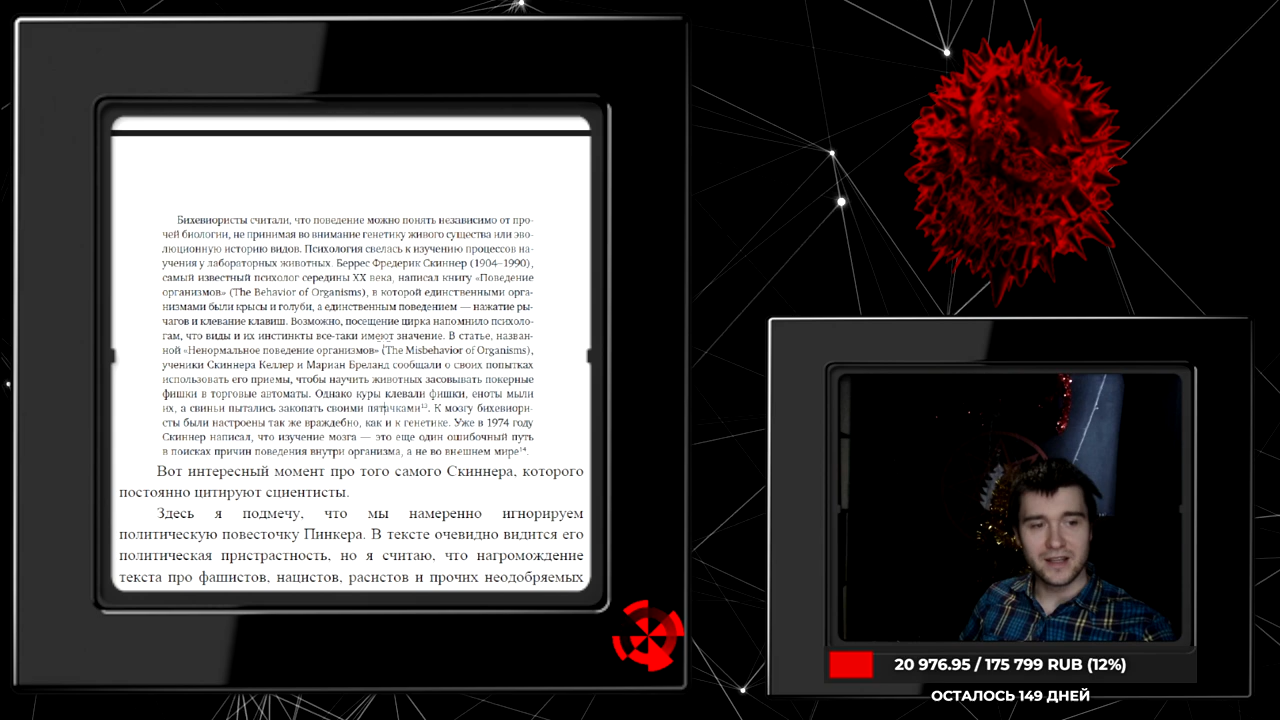 Бихевиористы считали, что поведение можно понять независимо от про-
чей биологии, не принимая во внимание генетику живого существа или эво-
люционную историю видов. Психология свелась к изучению процессов на-
учения у лабораторных животных. Беррес Фредерик Скиннер (1904–1990),
самый известный психолог середины XX века, написал книгу «Поведение
организмов» (The Behavior of Organisms), в которой единственными орга-
низмами были крысы и голуби, а единственным поведением — нажатие ры-
чагов и клевание клавиш. Возможно, посещение цирка напомнило психоло-
гам, что виды и их инстинкты все-таки имеют значение. В статье, назван-
ной «Ненормальное поведение организмов» (The Misbehavior of Organisms),
ученики Скиннера Келлер и Мариан Бреланд сообщали о своих попытках
использовать его приемы, чтобы научить животных засовывать покерные
фишки в торговые автоматы. Однако куры клевали фишки, еноты мыли
их, а свиньи пытались закопать своими пятачками¹³. К мозгу бихевиори-
сты были настроены так же враждебно, как и к генетике. Уже в 1974 году
Скиннер написал, что изучение мозга — это еще один ошибочный путь
в поисках причин поведения внутри организма, а не во внешнем мире¹⁴.
Вот интересный момент про того самого Скиннера, которого
постоянно цитируют сциентисты.
Здесь я подмечу, что мы намеренно игнорируем
политическую повесточку Пинкера. В тексте очевидно видится его
политическая пристрастность, но я считаю, что нагромождение
текста про фашистов, нацистов, расистов и прочих неодобряемых
20 976.95 / 175 799 RUB (12%)
ОСТАЛОСЬ 149 ДНЕЙ